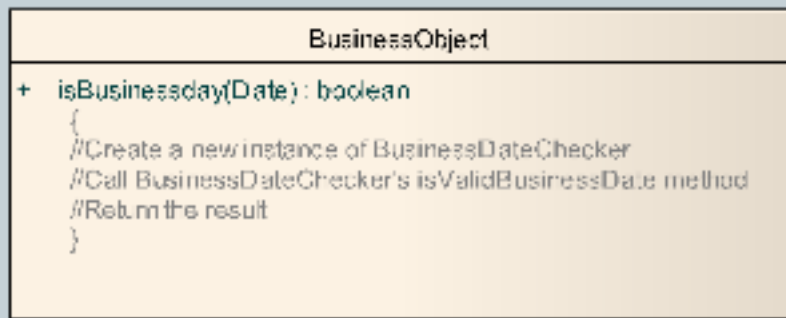 BusinessObject
+ isBusinessday(Date) : boolean
{
//Create a new instance of BusinessDateChecker
//Call BusinessDateChecker's isValidBusinessDate method
//Return the result
}